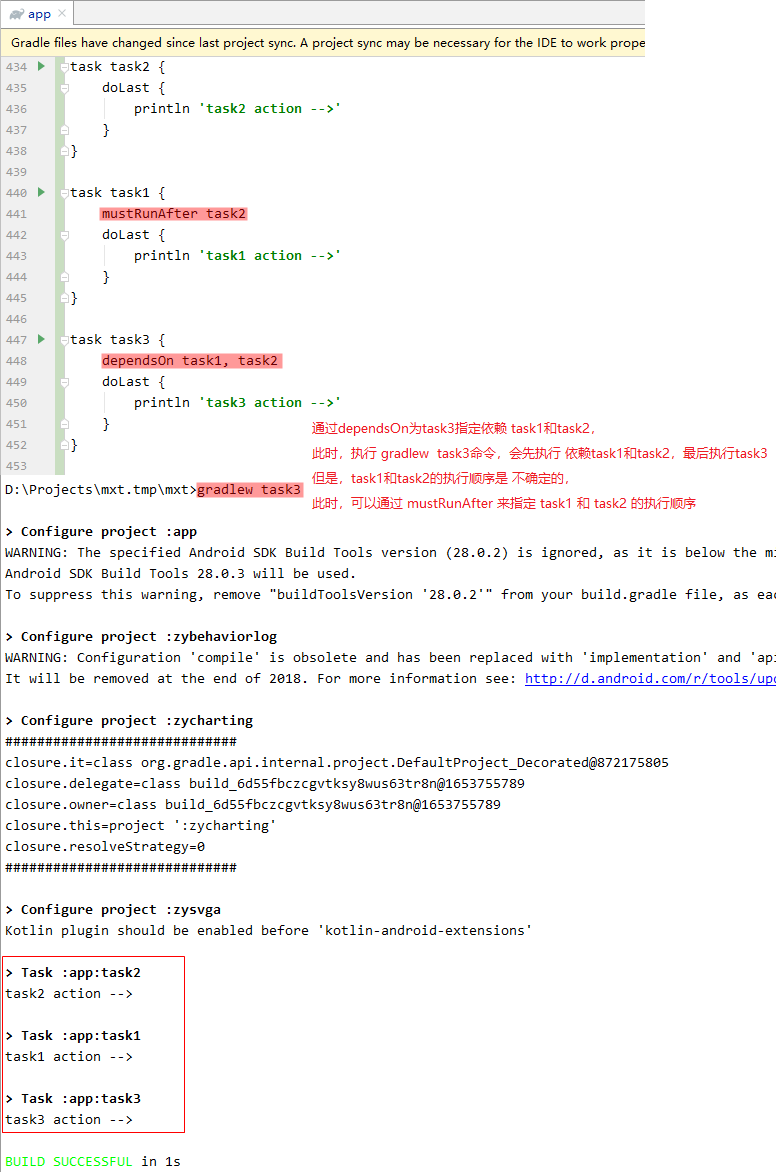 app
Gradle files have changed since last project sync. A project sync may be necessary for the IDE to work prope
434 task task2 {
435 doLast {
436 println 'task2 action -->'
437 }
438 }
439
440 task task1 {
441 mustRunAfter task2
442 doLast {
443 println 'task1 action -->'
444 }
445 }
446
447 task task3 {
448 dependsOn task1, task2
449 doLast {
450 println 'task3 action -->'
451 }
452 }
453
通过dependsOn为task3指定依赖 task1和task2，
此时，执行 gradlew task3命令，会先执行 依赖task1和task2，最后执行task3
但是，task1和task2的执行顺序是 不确定的，
此时，可以通过 mustRunAfter 来指定 task1 和 task2 的执行顺序
D:\Projects\mxt.tmp\mxt>gradlew task3
> Configure project :app
WARNING: The specified Android SDK Build Tools version (28.0.2) is ignored, as it is below the mi
Android SDK Build Tools 28.0.3 will be used.
To suppress this warning, remove "buildToolsVersion '28.0.2'" from your build.gradle file, as eac
> Configure project :zybehaviorlog
WARNING: Configuration 'compile' is obsolete and has been replaced with 'implementation' and 'api
It will be removed at the end of 2018. For more information see: http://d.android.com/r/tools/upd
> Configure project :zycharting
#############################
closure.it=class org.gradle.api.internal.project.DefaultProject_Decorated@872175805
closure.delegate=class build_6d55fbczcgvtksy8wus63tr8n@1653755789
closure.owner=class build_6d55fbczcgvtksy8wus63tr8n@1653755789
closure.this=project ':zycharting'
closure.resolveStrategy=0
#############################
> Configure project :zysvga
Kotlin plugin should be enabled before 'kotlin-android-extensions'
> Task :app:task2
task2 action -->
> Task :app:task1
task1 action -->
> Task :app:task3
task3 action -->
BUILD SUCCESSFUL in 1s